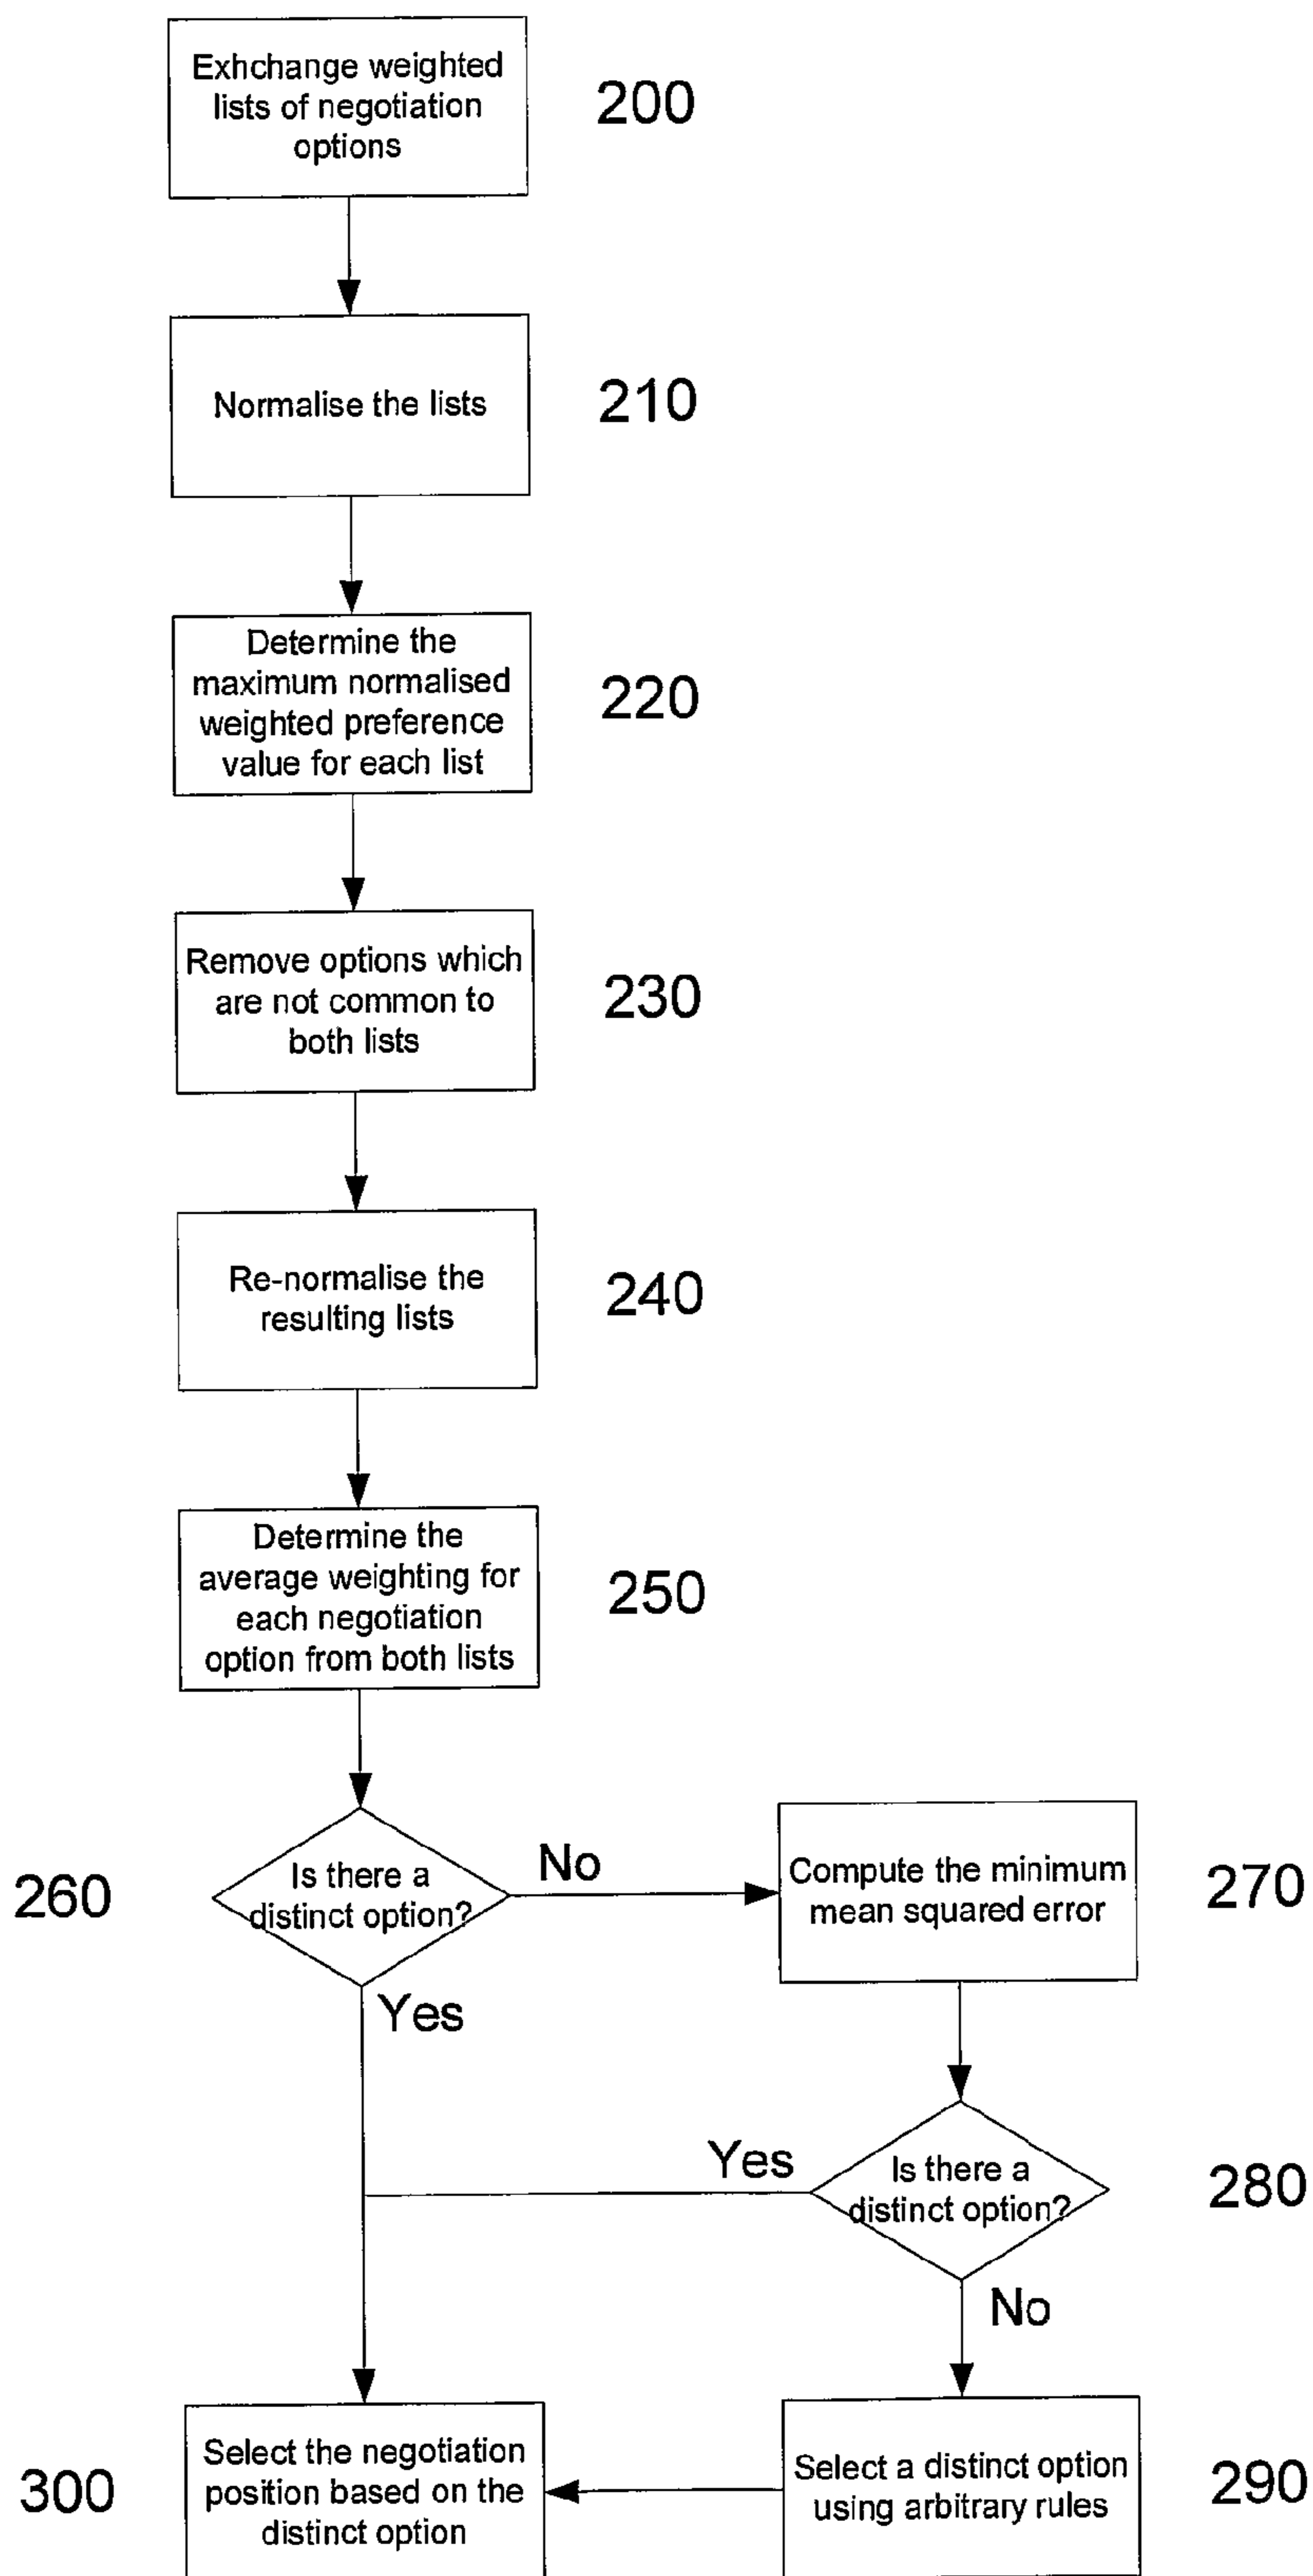 Exhchange weighted
lists of negotiation
options
200
Normalise the lists
210
Determine the
maximum normalised
weighted preference
value for each list
220
Remove options which
are not common to
both lists
230
Re-normalise the
resulting lists
240
Determine the
average weighting for
each negotiation
option from both lists
250
260
Is there a
distinct option?
No
Yes
Compute the minimum
mean squared error
270
Yes
Is there a
distinct option?
280
No
300
Select the negotiation
position based on the
distinct option
Select a distinct option
using arbitrary rules
290